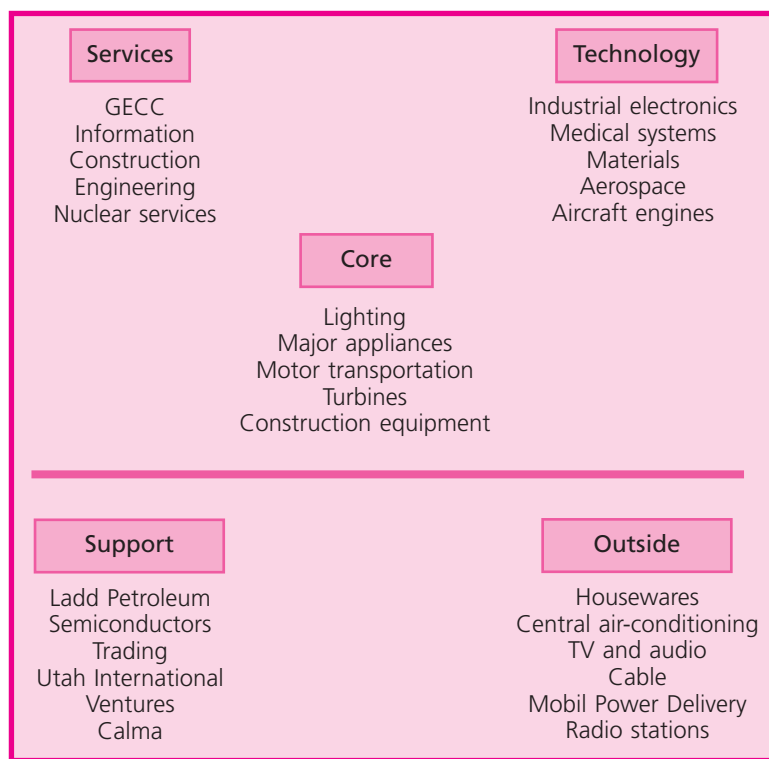 Services
GECC
Information
Construction
Engineering
Nuclear services
Technology
Industrial electronics
Medical systems
Materials
Aerospace
Aircraft engines
Core
Lighting
Major appliances
Motor transportation
Turbines
Construction equipment
Support
Ladd Petroleum
Semiconductors
Trading
Utah International
Ventures
Calma
Outside
Housewares
Central air-conditioning
TV and audio
Cable
Mobil Power Delivery
Radio stations